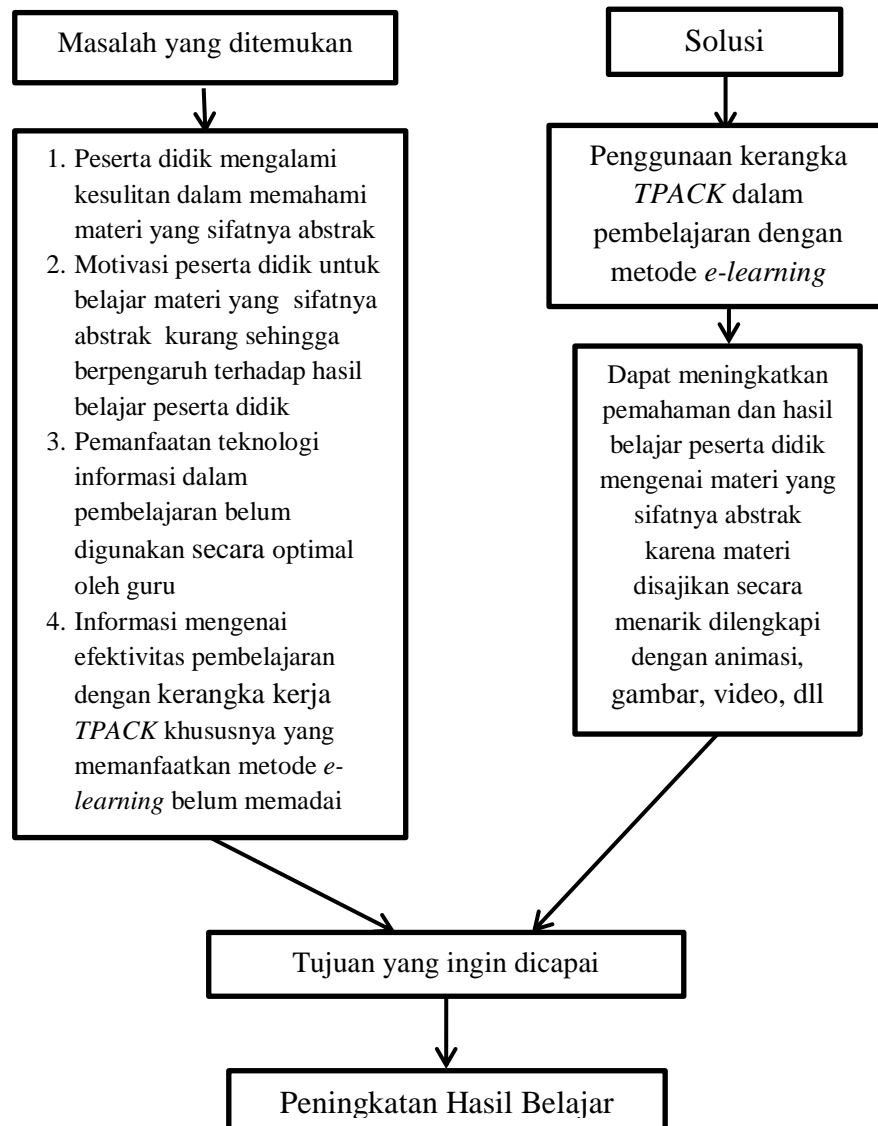 Masalah yang ditemukan
1. Peserta didik mengalami
kesulitan dalam memahami
materi yang sifatnya abstrak
2. Motivasi peserta didik untuk
belajar materi yang sifatnya
abstrak kurang sehingga
berpengaruh terhadap hasil
belajar peserta didik
3. Pemanfaatan teknologi
informasi dalam
pembelajaran belum
digunakan secara optimal
oleh guru
4. Informasi mengenai
efektivitas pembelajaran
dengan kerangka kerja
TPACK khususnya yang
memanfaatkan metode e-
learning belum memadai
Solusi
Penggunaan kerangka
TPACK dalam
pembelajaran dengan
metode e-learning
Dapat meningkatkan
pemahaman dan hasil
belajar peserta didik
mengenai materi yang
sifatnya abstrak
karena materi
disajikan secara
menarik dilengkapi
dengan animasi,
gambar, video, dll
Tujuan yang ingin dicapai
Peningkatan Hasil Belajar